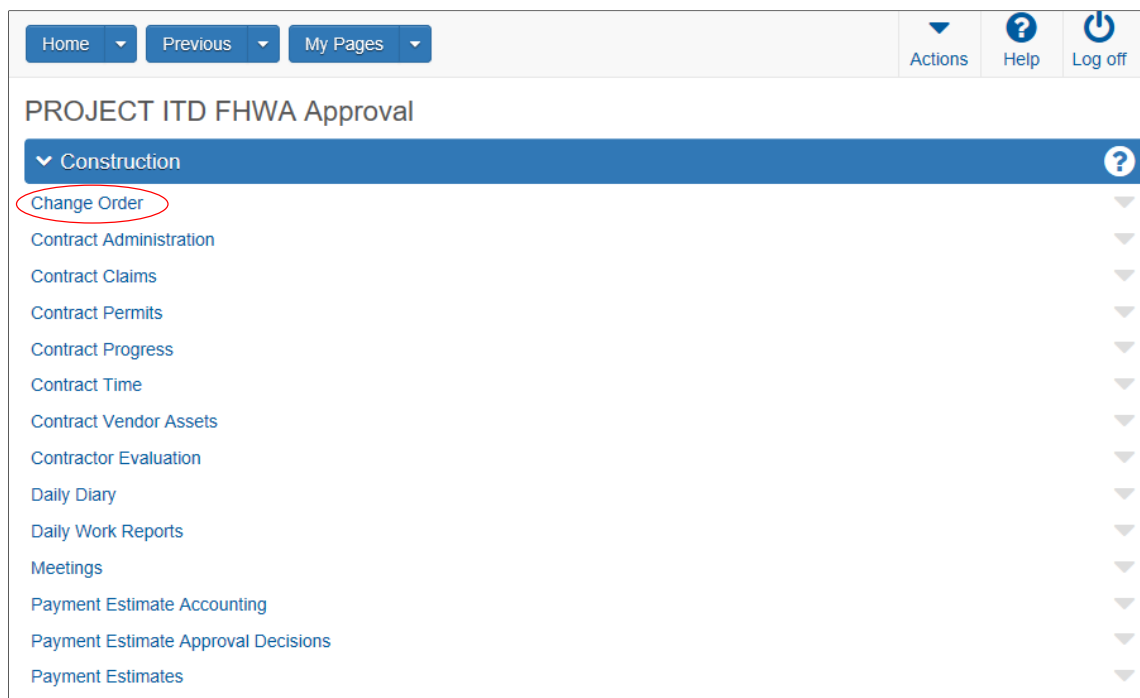 Home Previous My Pages Actions Help Log off
PROJECT ITD FHWA Approval
Construction
Change Order
Contract Administration
Contract Claims
Contract Permits
Contract Progress
Contract Time
Contract Vendor Assets
Contractor Evaluation
Daily Diary
Daily Work Reports
Meetings
Payment Estimate Accounting
Payment Estimate Approval Decisions
Payment Estimates